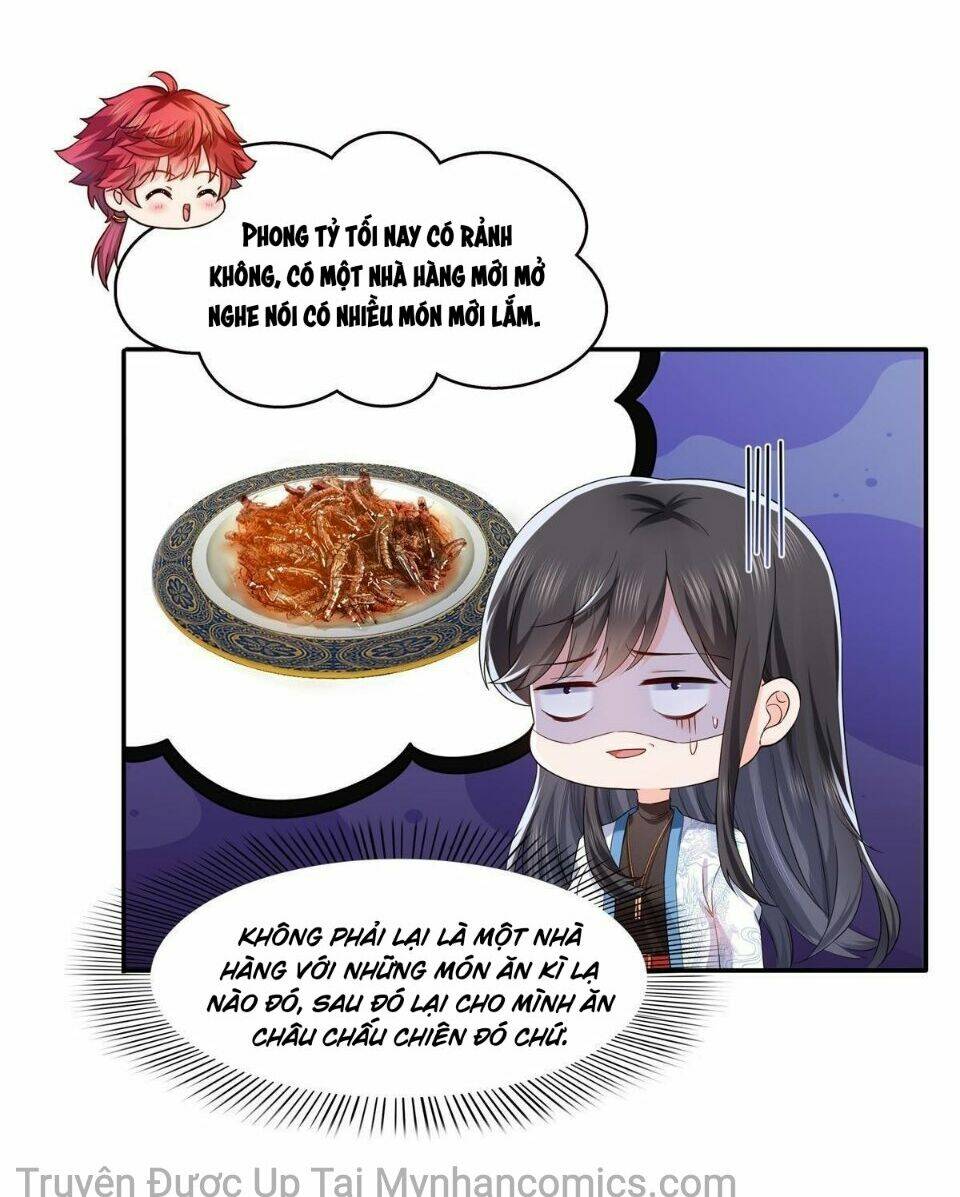 PHONG TỶ TỐI NAY CÓ RẢNH
KHÔNG, CÓ MỘT NHÀ HÀNG MỚI MỞ
NGHE NÓI CÓ NHIỀU MÓN MỚI LẮM.
KHÔNG PHẢI LẠI LÀ MỘT NHÀ
HÀNG VỚI NHỮNG MÓN ĂN KÌ LẠ
NÀO ĐÓ, SAU ĐÓ LẠI CHO MÌNH ĂN
CHÂU CHẤU CHIÊN ĐÓ CHỨ.
Truyện Được Up Tại Mynhancomics.com